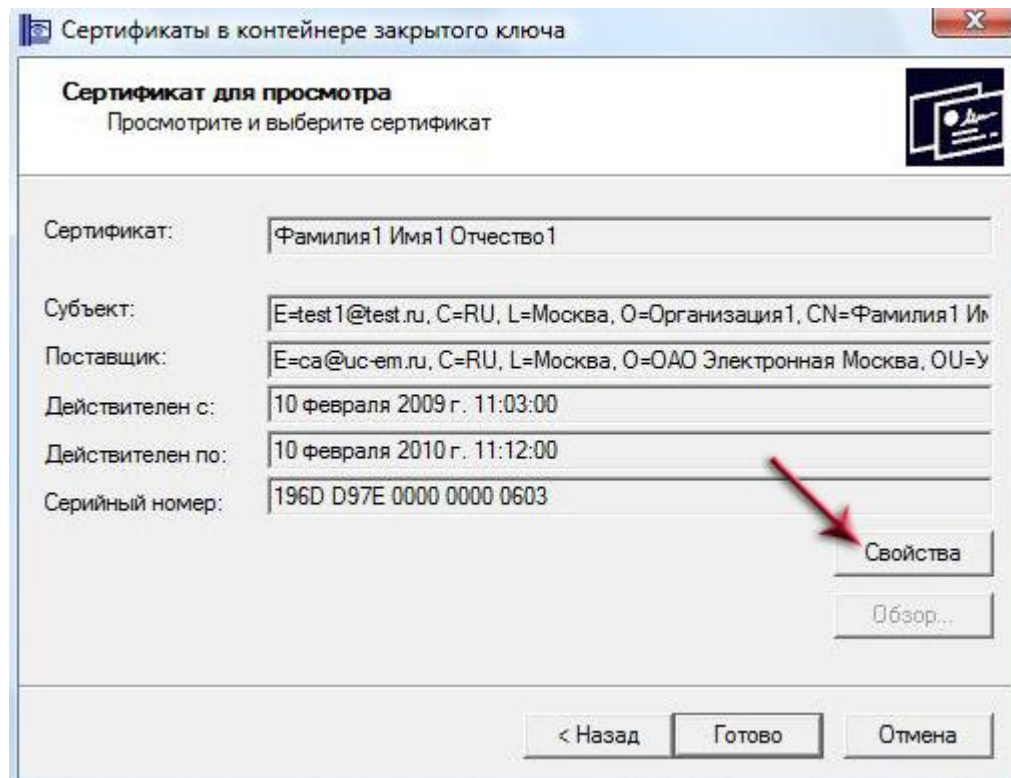 Сертификаты в контейнере закрытого ключа
Сертификат для просмотра
Просмотрите и выберите сертификат
Сертификат: Фамилия1 Имя1 Отчество1
Субъект: E=test1@test.ru, C=RU, L=Москва, O=Организация1, CN=Фамилия1 Им
Поставщик: E=ca@uc-em.ru, C=RU, L=Москва, O=ОАО Электронная Москва, OU=У
Действителен с: 10 февраля 2009 г. 11:03:00
Действителен по: 10 февраля 2010 г. 11:12:00
Серийный номер: 196D D97E 0000 0000 0603
Свойства
Обзор...
< Назад Готово Отмена